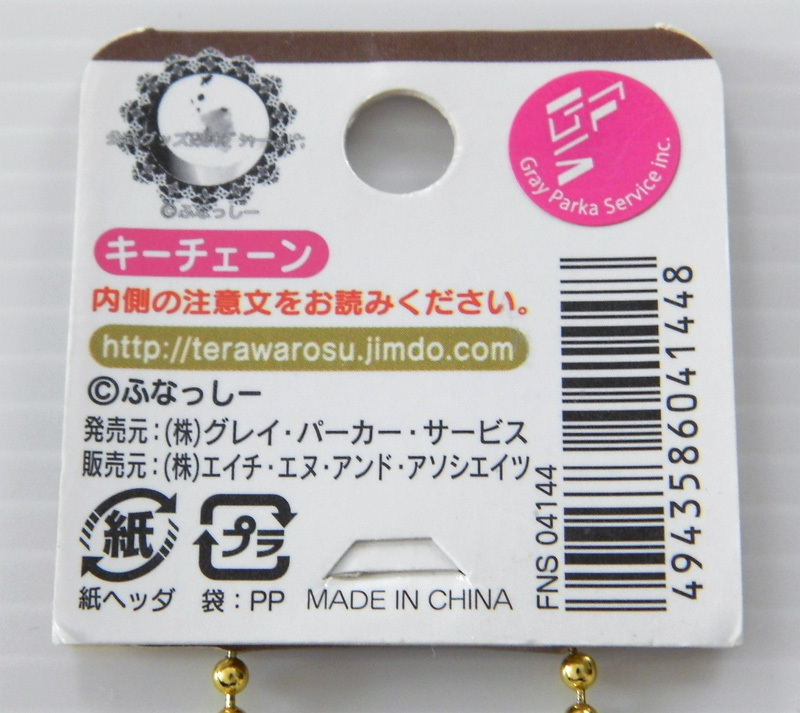 ©ふなっしー
Gray Parka Service inc.
キーチェーン
内側の注意文をお読みください。
http://terawarosu.jimdo.com
©ふなっしー
発売元:(株)グレイ・パーカー・サービス
販売元:(株)エイチ・エヌ・アンド・アソシエイツ
紙
プラ
紙ヘッダ
袋:PP
MADE IN CHINA
FNS 04144
4943586041448